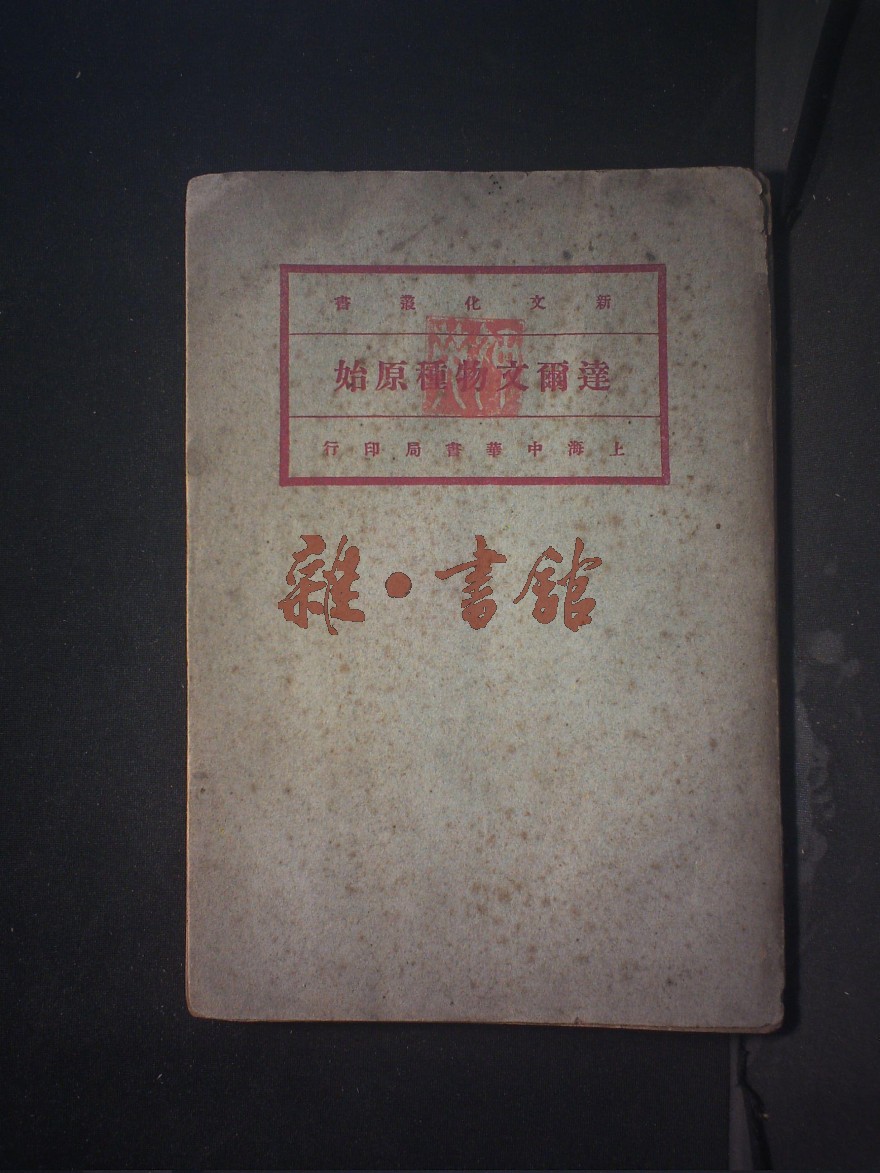 新文化叢書
達爾文物種原始
上海中華書局印行
雜·書館